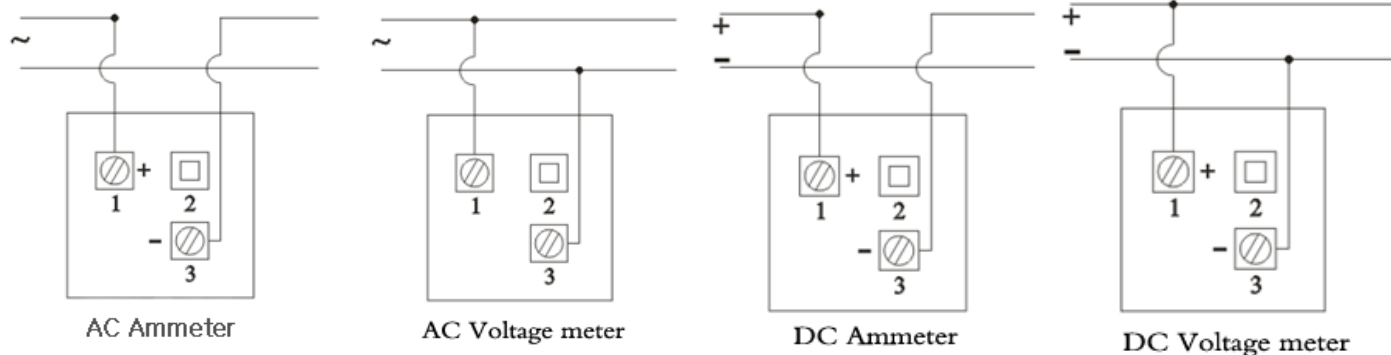 ~
1 + 2
- 3
AC Ammeter
~
1 2
3
AC Voltage meter
+
-
1 + 2
- 3
DC Ammeter
+
-
1 + 2
- 3
DC Voltage meter